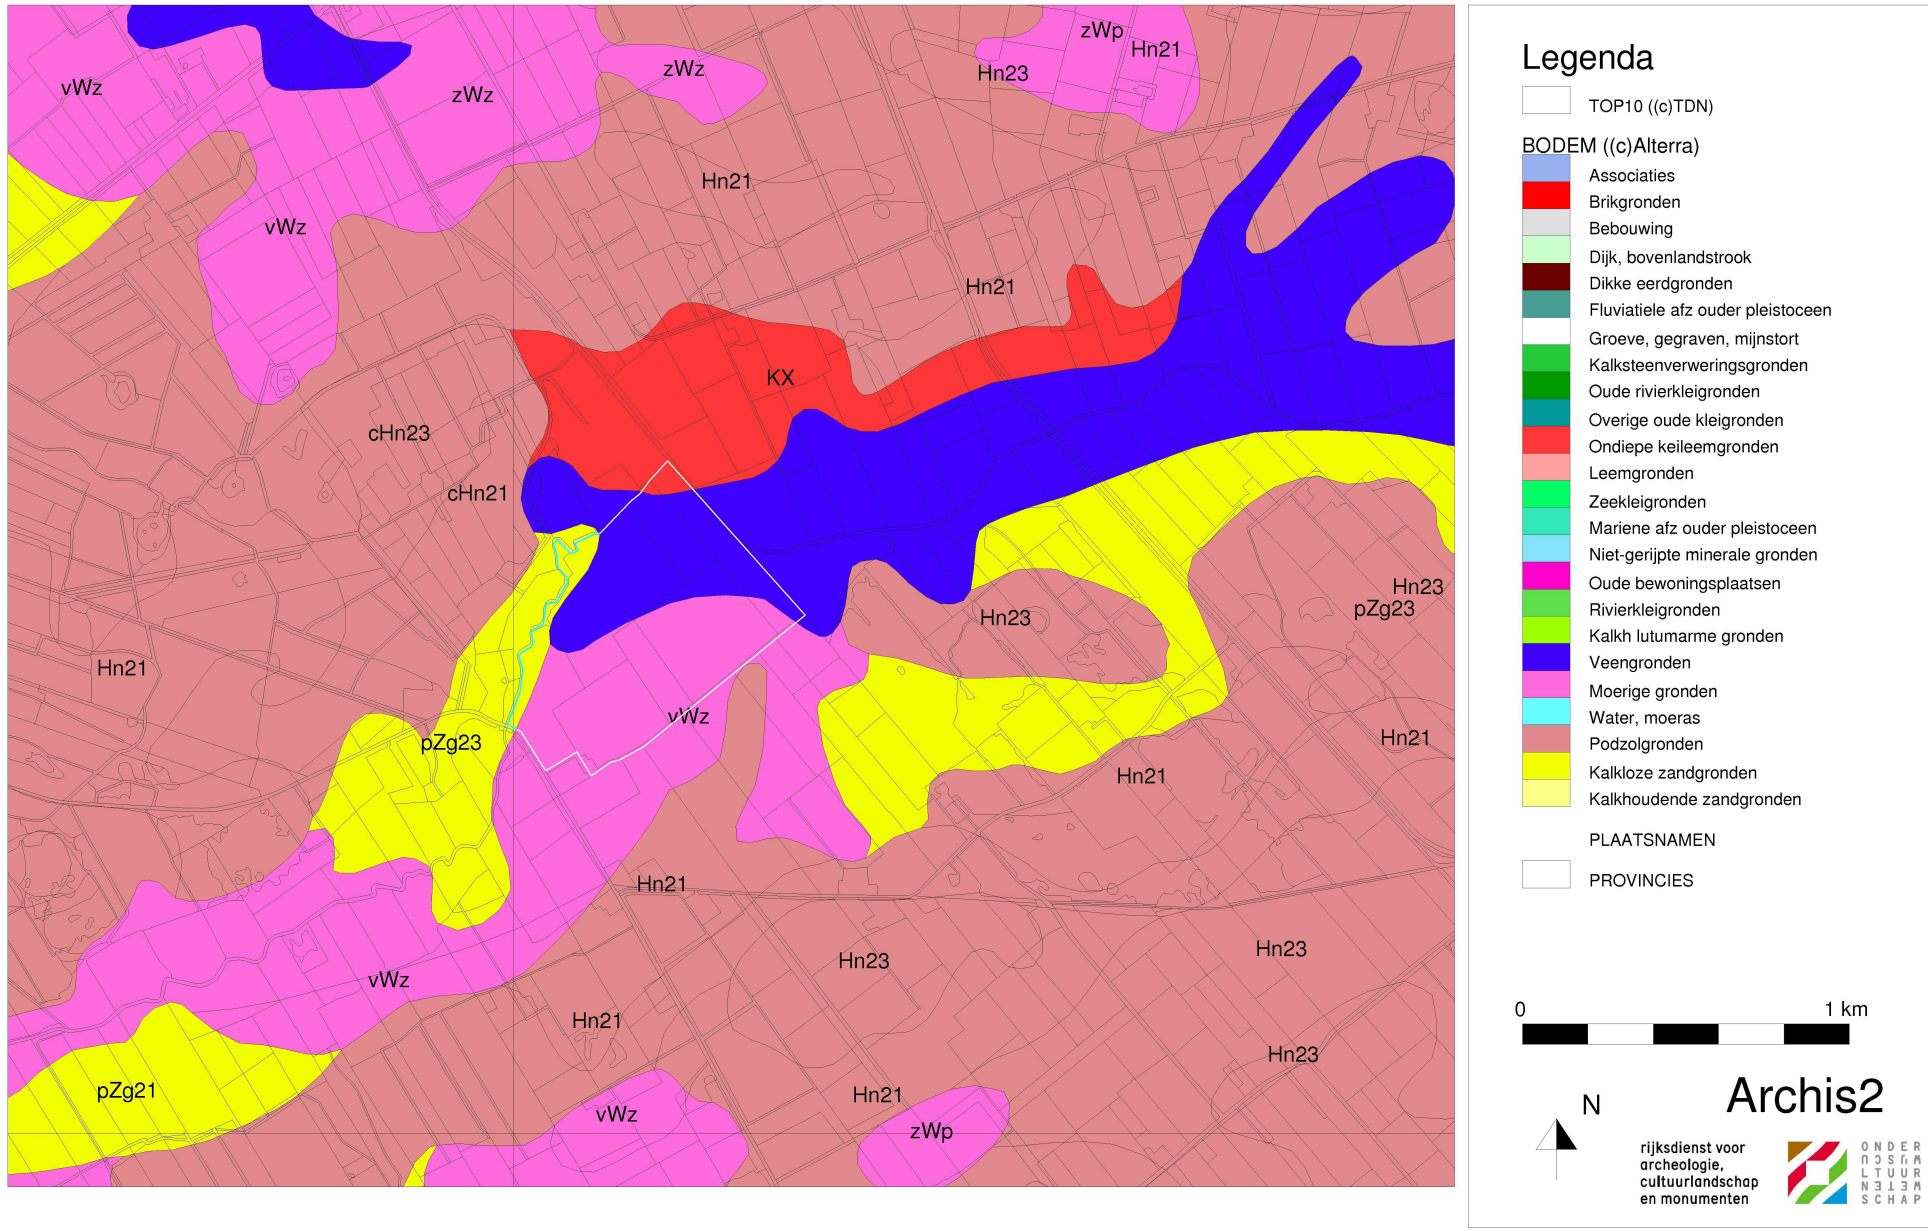 zWp
Hn21
Hn23
zWz
vWz
zWz
Hn21
vWz
Hn21
KX
cHn23
cHn21
Hn23
pZg23
Hn23
Hn21
vWz
Hn21
pZg23
Hn21
Hn21
Hn23
Hn23
vWz
Hn21
Hn23
pZg21
Hn21
vWz
zWp
Legenda
TOP10 ((c)TDN)
BODEM ((c)Alterra)
Associaties
Brikgronden
Bebouwing
Dijk, bovenlandstrook
Dikke eerdgronden
Fluviatiele afz ouder pleistoceen
Groeve, gegraven, mijnstort
Kalksteenverweringsgronden
Oude rivierkleigronden
Overige oude kleigronden
Ondiepe keileemgronden
Leemgronden
Zeekleigronden
Mariene afz ouder pleistoceen
Niet-gerijpte minerale gronden
Oude bewoningsplaatsen
Rivierkleigronden
Kalkh lutumarme gronden
Veengronden
Moerige gronden
Water, moeras
Podzolgronden
Kalkloze zandgronden
Kalkhoudende zandgronden
PLAATSNAMEN
PROVINCIES
0 1 km
N
Archis2
rijksdienst voor
archeologie,
cultuurlandschap
en monumenten
ONDER
LTUUR
SCHAP